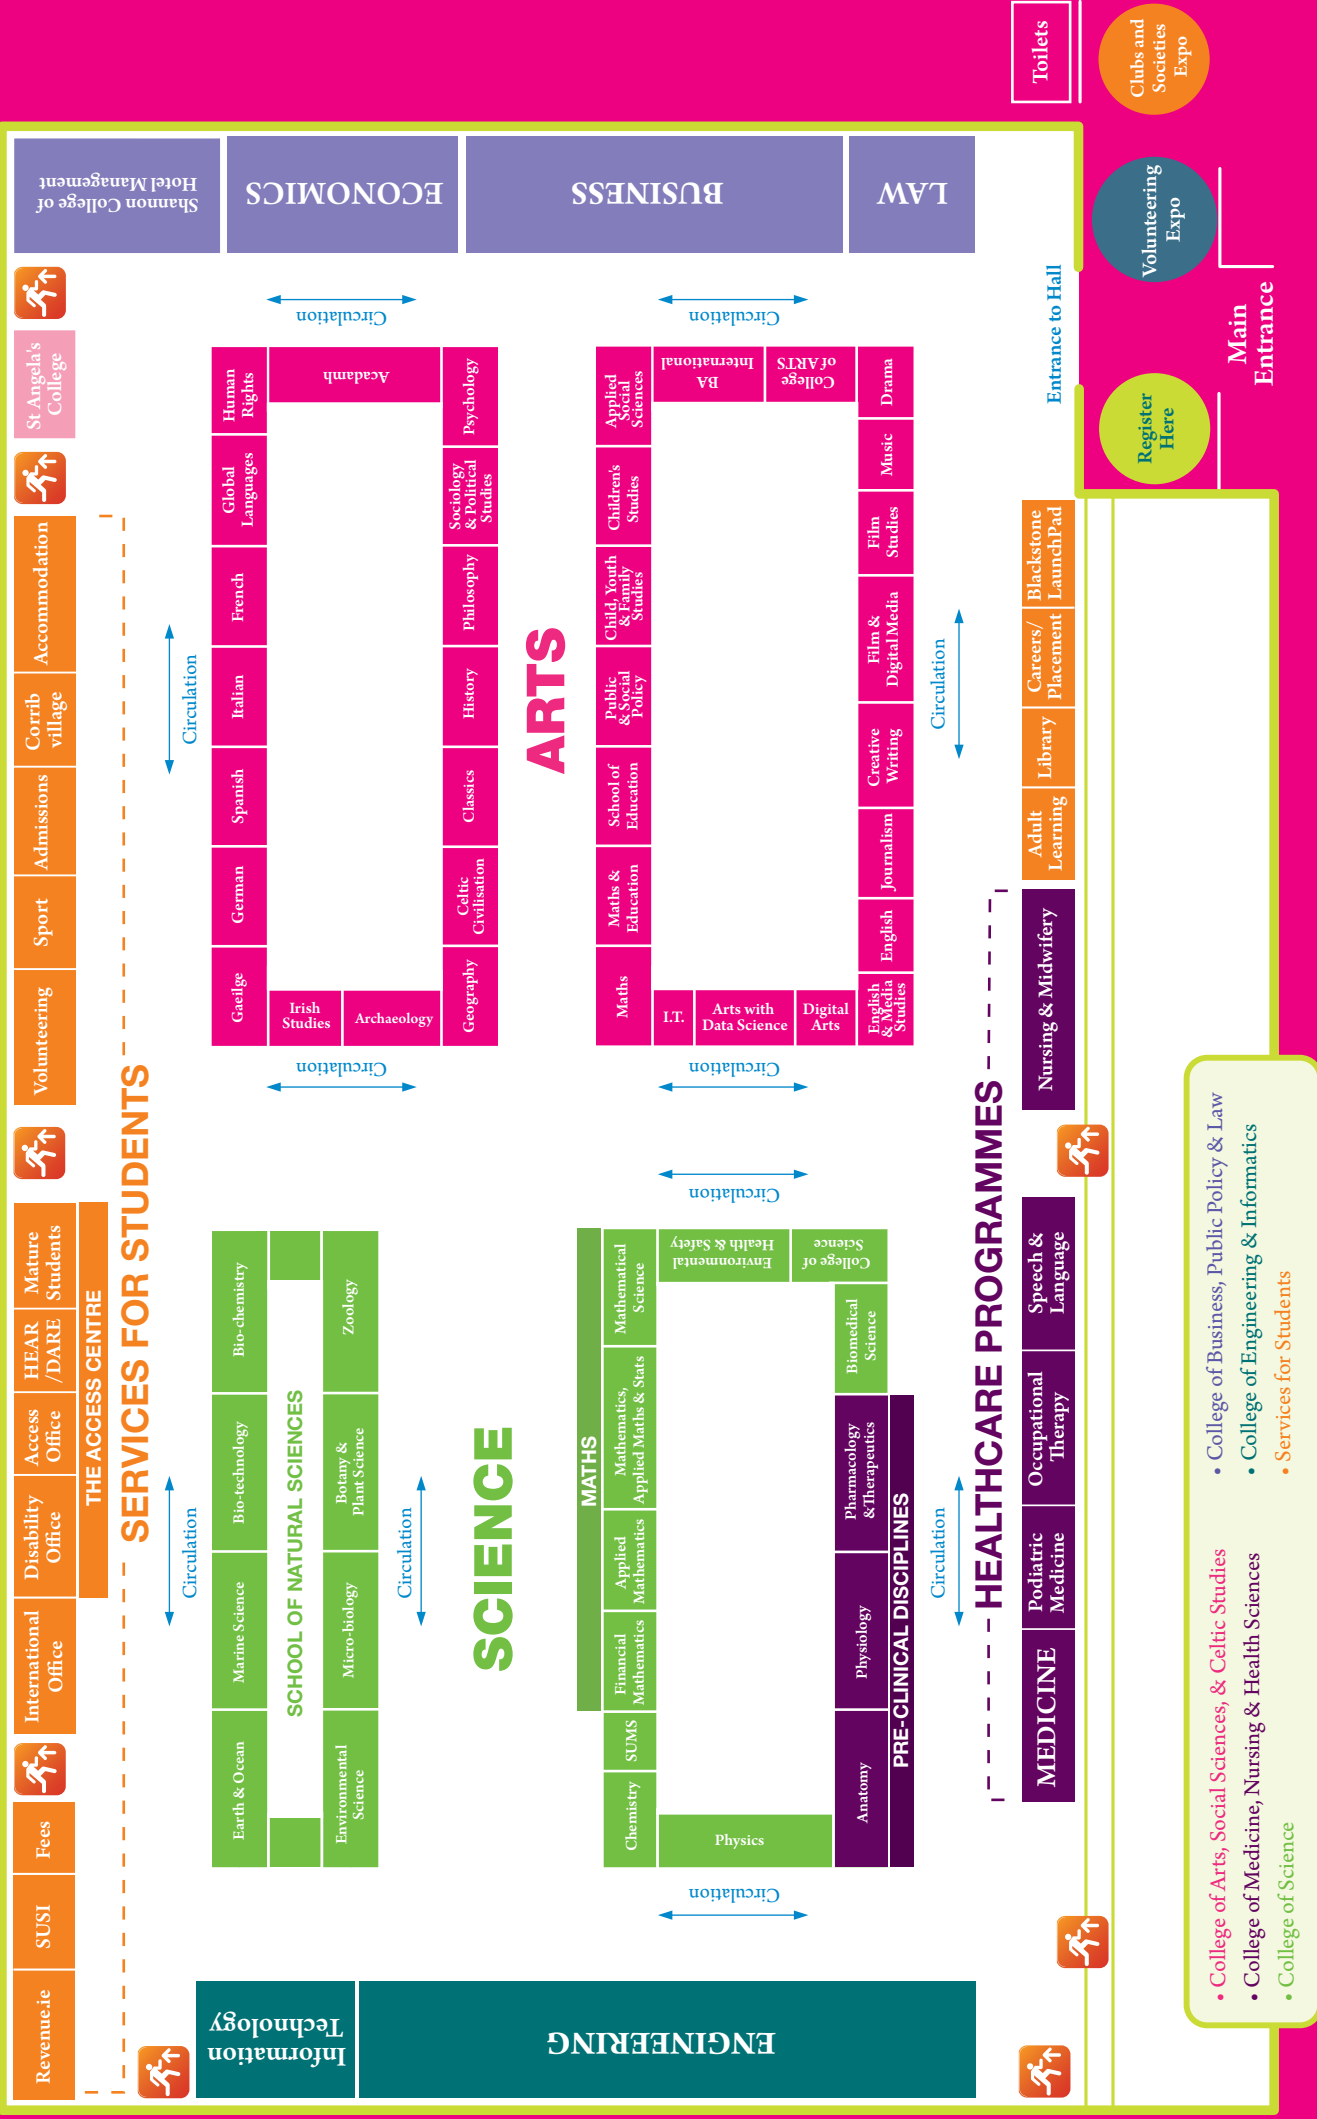 Revenue.ie
SUSI
Fees
International
Office
Disability
Office
Access
Office
HEAR
/DARE
Mature
Students
THE ACCESS CENTRE
Volunteering
Sport
Admissions
Corrib
village
Accommodation
St Angela's
College
Shannon College of
Hotel Management
SERVICES FOR STUDENTS
Circulation
Circulation
Information
Technology
ENGINEERING
Earth & Ocean
Marine Science
Bio-technology
Bio-chemistry
SCHOOL OF NATURAL SCIENCES
Environmental
Science
Micro-biology
Botany &
Plant Science
Zoology
Circulation
SCIENCE
MATHS
Chemistry
SUMS
Financial
Mathematics
Applied
Mathematics
Mathematics,
Applied Maths & Stats
Mathematical
Science
Environmental
Health & Safety
College of
Science
Physics
Circulation
Circulation
Anatomy
Physiology
Pharmacology
&Therapeutics
Biomedical
Science
PRE-CLINICAL DISCIPLINES
Circulation
Gaeilge
German
Spanish
Italian
French
Global
Languages
Human
Rights
Irish
Studies
Archaeology
Acadamh
Circulation
Circulation
Geography
Celtic
Civilisation
Classics
History
Philosophy
Sociology
& Political
Studies
Psychology
ARTS
Maths
Maths &
Education
School of
Education
Public
& Social
Policy
Child, Youth
& Family
Studies
Children's
Studies
Applied
Social
Sciences
I.T.
Arts with
Data Science
Digital
Arts
BA
International
College
of ARTS
Circulation
Circulation
English
& Media
Studies
English
Journalism
Creative
Writing
Film &
Digital Media
Film
Studies
Music
Drama
Circulation
ECONOMICS
BUSINESS
LAW
HEALTHCARE PROGRAMMES
MEDICINE
Podiatric
Medicine
Occupational
Therapy
Speech &
Language
Nursing & Midwifery
Adult
Learning
Library
Careers/
Placement
Blackstone
LaunchPad
Entrance to Hall
Toilets
Register
Here
Volunteering
Expo
Clubs and
Societies
Expo
Main
Entrance
• College of Arts, Social Sciences, & Celtic Studies
• College of Medicine, Nursing & Health Sciences
• College of Science
• College of Business, Public Policy & Law
• College of Engineering & Informatics
• Services for Students